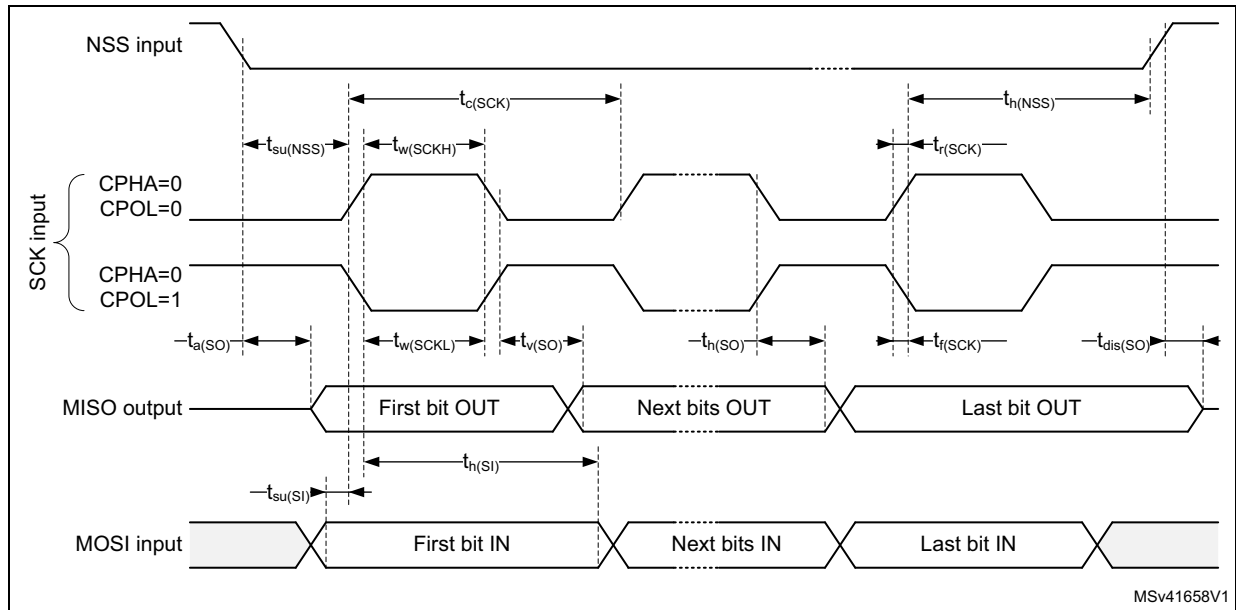 NSS input
tc(SCK)
th(NSS)
tsu(NSS)
tw(SCKH)
tr(SCK)
SCK input
CPHA=0
CPOL=0
CPHA=0
CPOL=1
ta(SO)
tw(SCKL)
tv(SO)
th(SO)
tf(SCK)
tdis(SO)
MISO output
First bit OUT
Next bits OUT
Last bit OUT
th(SI)
tsu(SI)
MOSI input
First bit IN
Next bits IN
Last bit IN
MSv41658V1